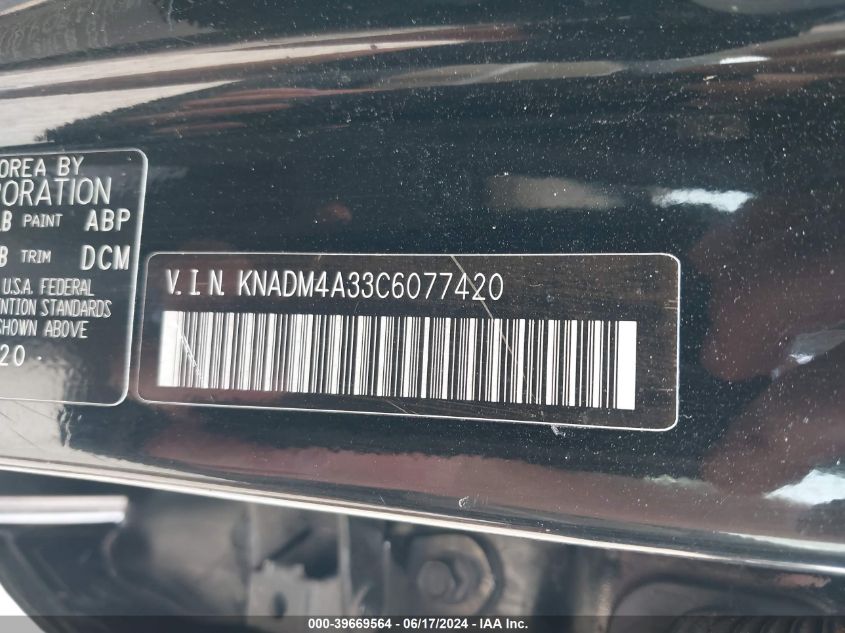 OREA BY
PORATION
B PAINT ABP
B TRIM DCM
U.S.A. FEDERAL
ENTION STANDARDS
SHOWN ABOVE
20
V.I.N. KNADM4A33C6077420
000-39669564 - 06/17/2024 - IAA Inc.